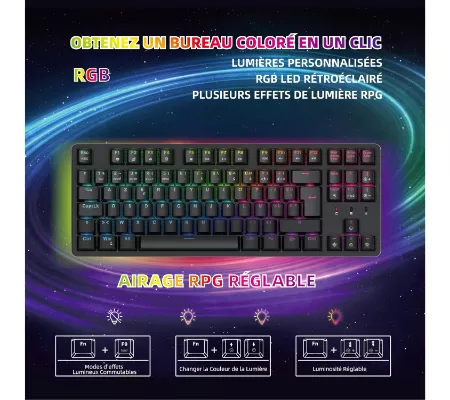 OBTENEZ UN BUREAU COLORÉ EN UN CLIC
RGB
LUMIÈRES PERSONNALISÉES
RGB LED RÉTROÉCLAIRÉ
PLUSIEURS EFFETS DE LUMIÈRE RPG
AIRAGE RPG RÉGLABLE
Fn +
Modes d'effets
Lumineux Commutables
Fn +
Changer la Couleur de la Lumière
Fn +
Luminosité Réglable